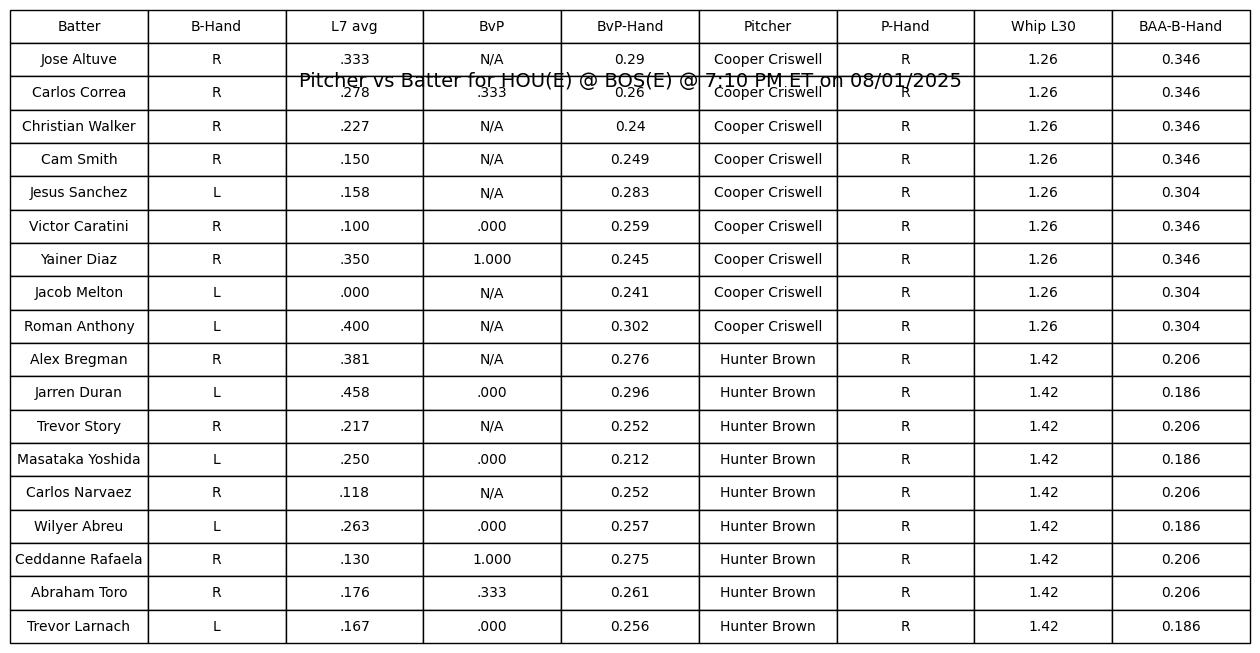 Batter B-Hand L7 avg BvP BvP-Hand Pitcher P-Hand Whip L30 BAA-B-Hand
Jose Altuve R .333 N/A 0.29 Cooper Criswell R 1.26 0.346
Pitcher vs Batter for HOU(E) @ BOS(E) @ 7:10 PM ET on 08/01/2025
Carlos Correa R .278 .333 0.26 Cooper Criswell R 1.26 0.346
Christian Walker R .227 N/A 0.24 Cooper Criswell R 1.26 0.346
Cam Smith R .150 N/A 0.249 Cooper Criswell R 1.26 0.346
Jesus Sanchez L .158 N/A 0.283 Cooper Criswell R 1.26 0.304
Victor Caratini R .100 .000 0.259 Cooper Criswell R 1.26 0.346
Yainer Diaz R .350 1.000 0.245 Cooper Criswell R 1.26 0.346
Jacob Melton L .000 N/A 0.241 Cooper Criswell R 1.26 0.304
Roman Anthony L .400 N/A 0.302 Cooper Criswell R 1.26 0.304
Alex Bregman R .381 N/A 0.276 Hunter Brown R 1.42 0.206
Jarren Duran L .458 .000 0.296 Hunter Brown R 1.42 0.186
Trevor Story R .217 N/A 0.252 Hunter Brown R 1.42 0.206
Masataka Yoshida L .250 .000 0.212 Hunter Brown R 1.42 0.186
Carlos Narvaez R .118 N/A 0.252 Hunter Brown R 1.42 0.206
Wilyer Abreu L .263 .000 0.257 Hunter Brown R 1.42 0.186
Ceddanne Rafaela R .130 1.000 0.275 Hunter Brown R 1.42 0.206
Abraham Toro R .176 .333 0.261 Hunter Brown R 1.42 0.206
Trevor Larnach L .167 .000 0.256 Hunter Brown R 1.42 0.186